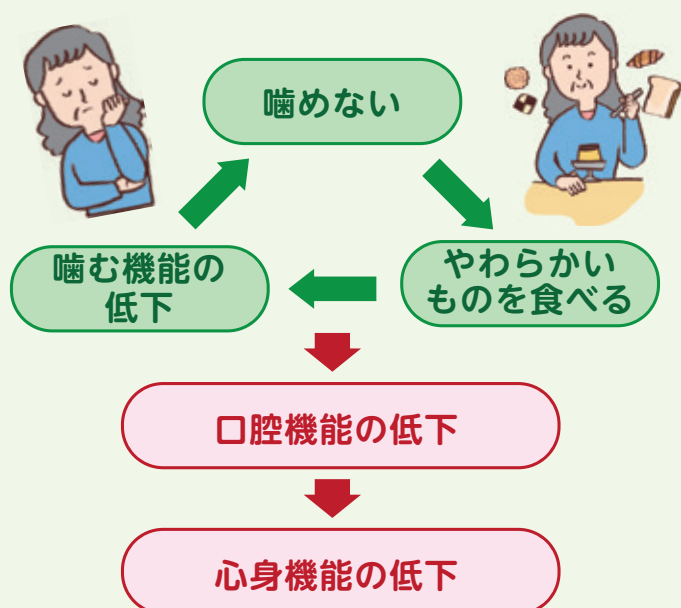 噛めない
やわらかい
ものを食べる
噛む機能の
低下
口腔機能の低下
心身機能の低下